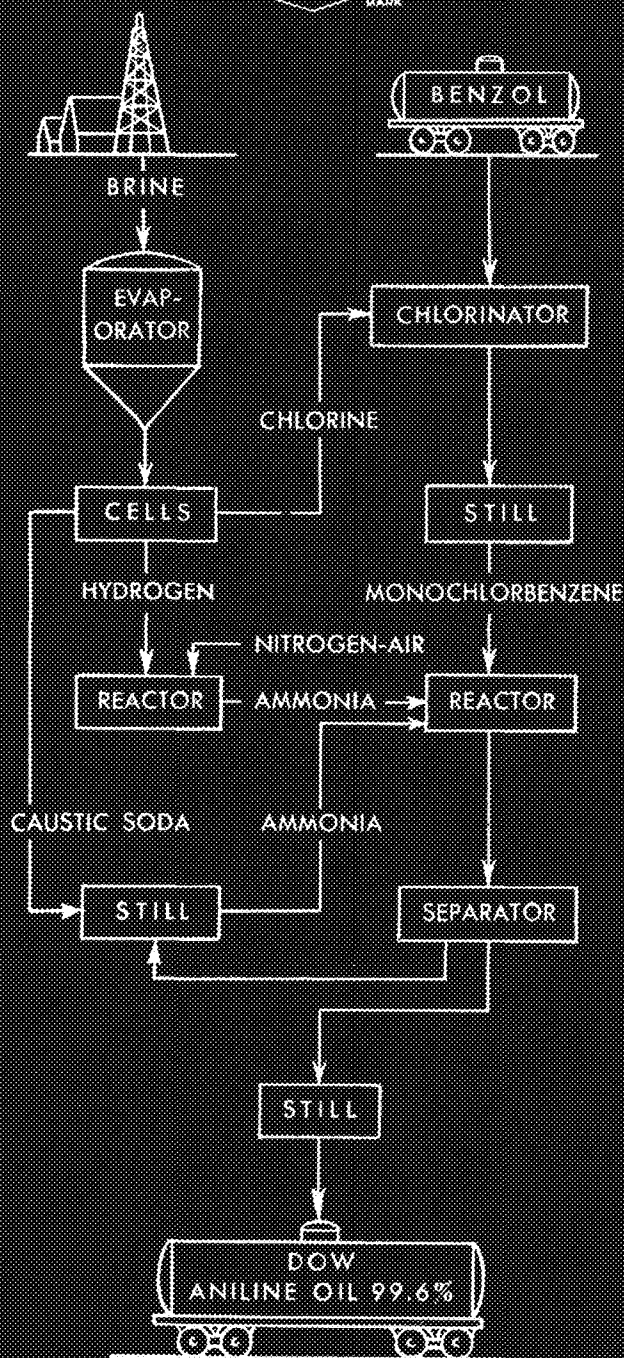 MARK
BENZOL
BRINE
EVAP-
ORATOR
CHLORINATOR
CHLORINE
CELLS
STILL
HYDROGEN
MONOCHLORBENZENE
NITROGEN-AIR
REACTOR
AMMONIA
REACTOR
CAUSTIC SODA
AMMONIA
STILL
SEPARATOR
STILL
DOW
ANILINE OIL 99.6%